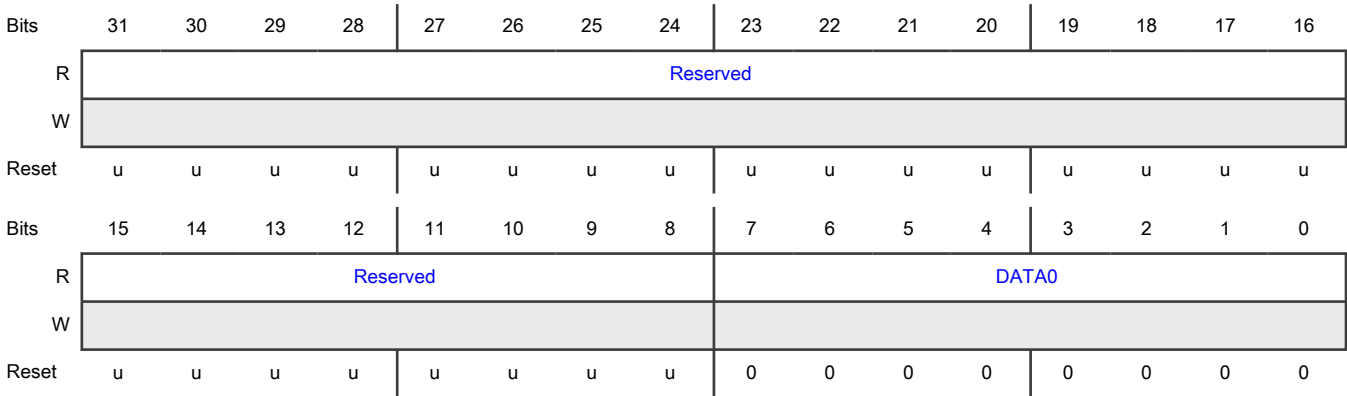 Bits 31 30 29 28 27 26 25 24 23 22 21 20 19 18 17 16
R Reserved
W
Reset u u u u u u u u u u u u u u u u
Bits 15 14 13 12 11 10 9 8 7 6 5 4 3 2 1 0
R Reserved DATA0
W
Reset u u u u u u u u 0 0 0 0 0 0 0 0